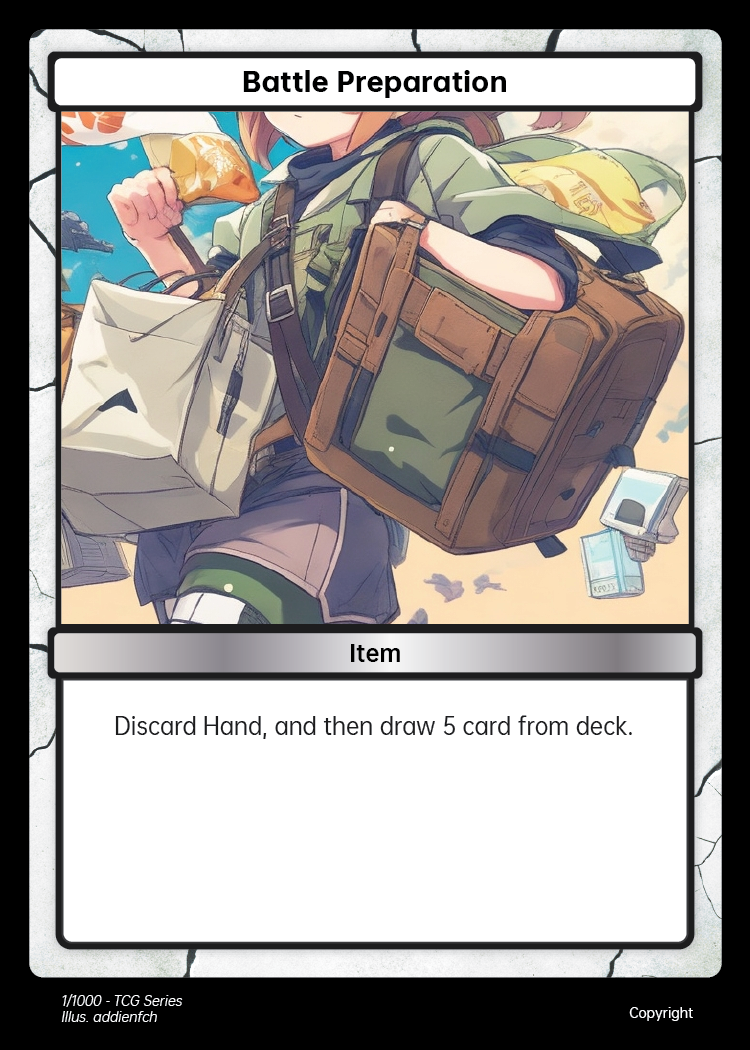 Battle Preparation
Item
Discard Hand, and then draw 5 card from deck.
1/1000 - TCG Series
Illus. addienfch
Copyright